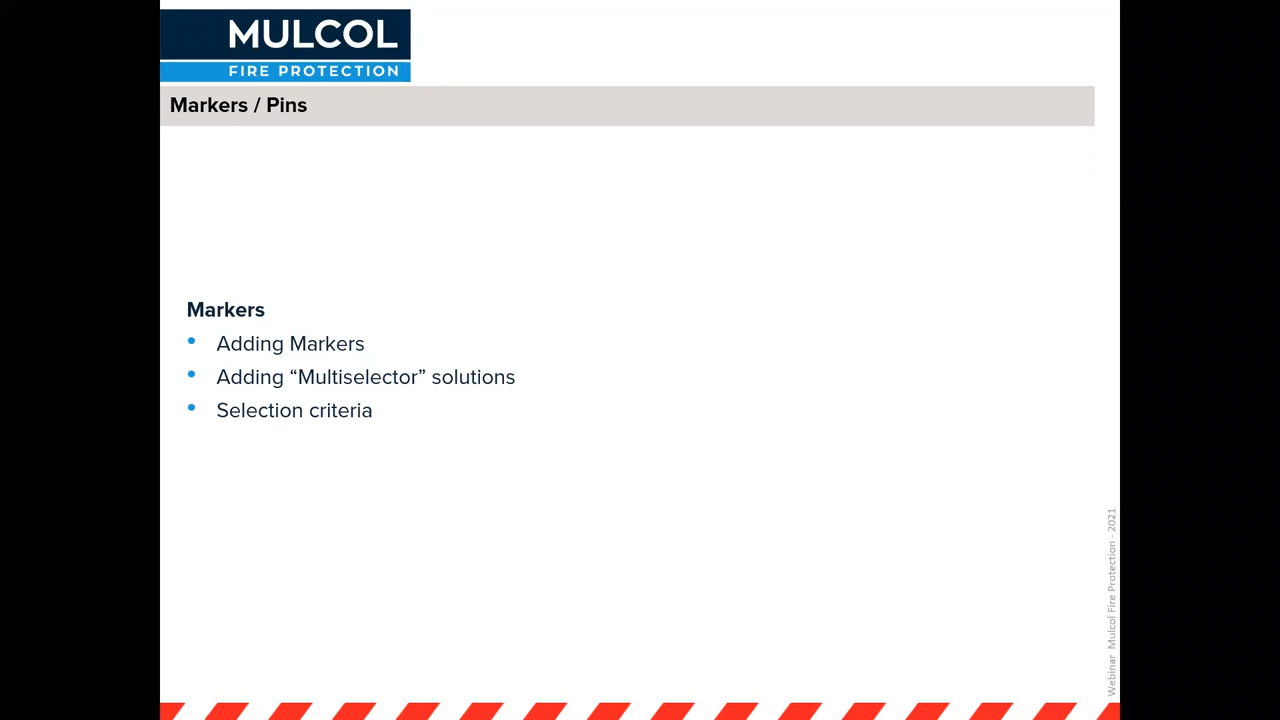 MULCOL
FIRE PROTECTION
Markers / Pins
Markers
• Adding Markers
• Adding “Multiselector” solutions
• Selection criteria
Webinar Mulcol Fire Protection - 2021